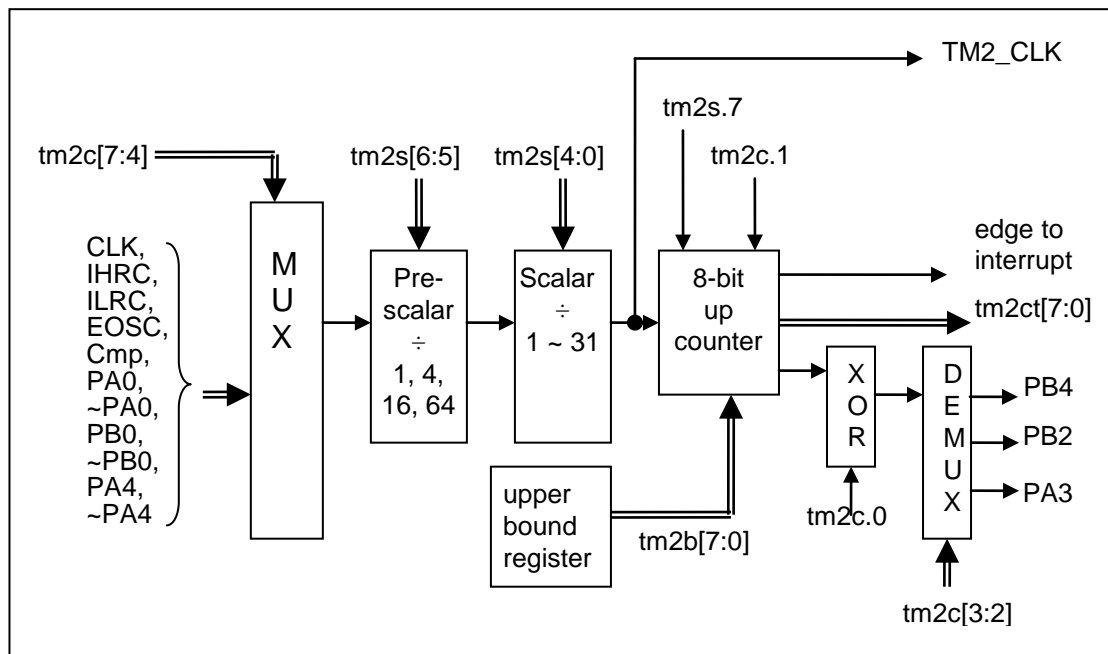 TM2_CLK
tm2s.7
tm2c[7:4]
tm2s[6:5]
tm2s[4:0]
tm2c.1
CLK,
IHRC,
ILRC,
EOSC,
Cmp,
PA0,
~PA0,
PB0,
~PB0,
PA4,
~PA4
M
U
X
Pre-
scalar
÷
1, 4,
16, 64
Scalar
÷
1 ~ 31
8-bit
up
counter
edge to
interrupt
tm2ct[7:0]
X
O
R
D
E
M
U
X
PB4
PB2
PA3
upper
bound
register
tm2b[7:0]
tm2c.0
tm2c[3:2]